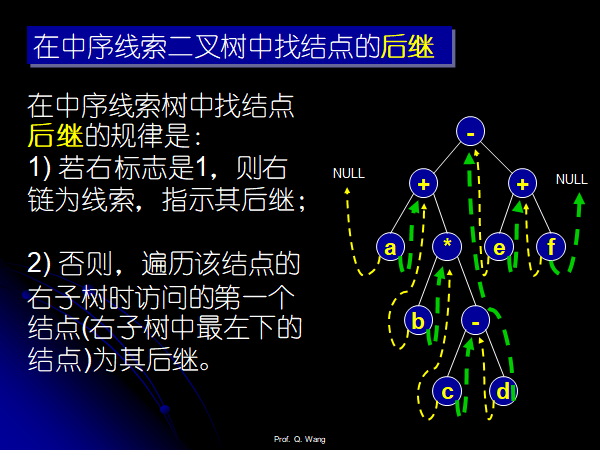 在中序线索二叉树中找结点的后继
在中序线索树中找结点
后继的规律是：
1) 若右标志是1，则右
链为线索，指示其后继；
2) 否则，遍历该结点的
右子树时访问的第一个
结点(右子树中最左下的
结点)为其后继。
-
NULL + + NULL
a * e f
b -
c d
Prof. Q. Wang